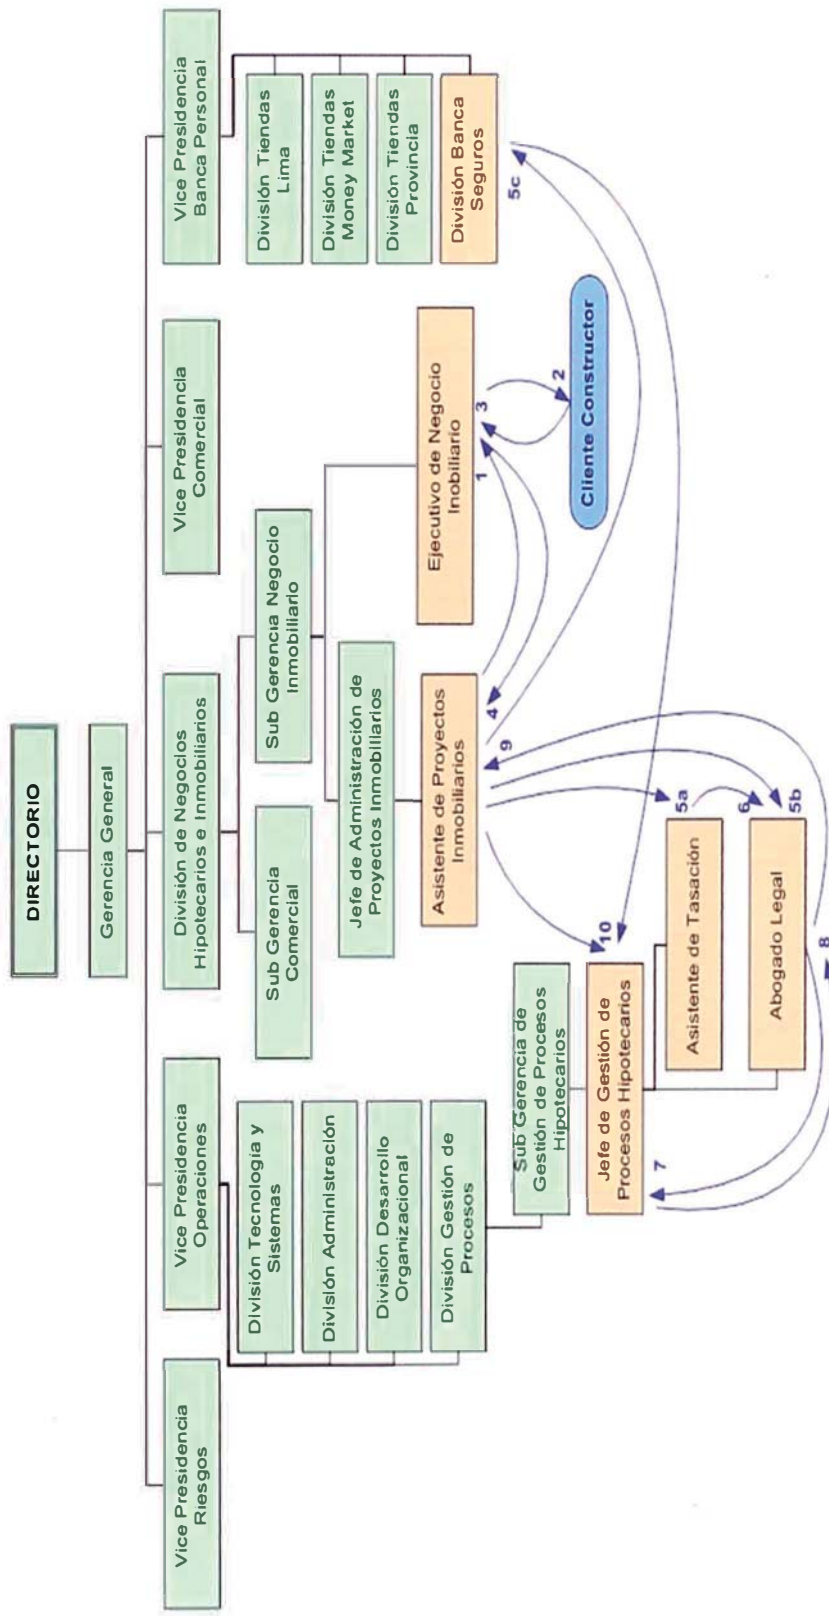 DIRECTORIO
Gerencia General
Vice Presidencia
Riesgos
Vice Presidencia
Operaciones
División de Negocios
Hipotecarios e Inmobiliarios
Vice Presidencia
Comercial
Vice Presidencia
Banca Personal
División Tecnología y
Sistemas
División Administración
División Desarrollo
Organizacional
División Gestión de
Procesos
Sub Gerencia
Comercial
Sub Gerencia Negocio
Inmobiliario
División Tiendas
Lima
División Tiendas
Money Market
División Tiendas
Provincia
División Banca
Seguros
Jefe de Administración de
Proyectos Inmobiliarios
Asistente de Proyectos
Inmobiliarios
Ejecutivo de Negocio
Inobiliario
Sub Gerencia de
Gestión de Procesos
Hipotecarios
Jefe de Gestión de
Procesos Hipotecarios
Asistente de Tasación
Abogado Legal
Cliente Constructor
1
3
2
4
9
5c
10
5a
6
5b
7
8